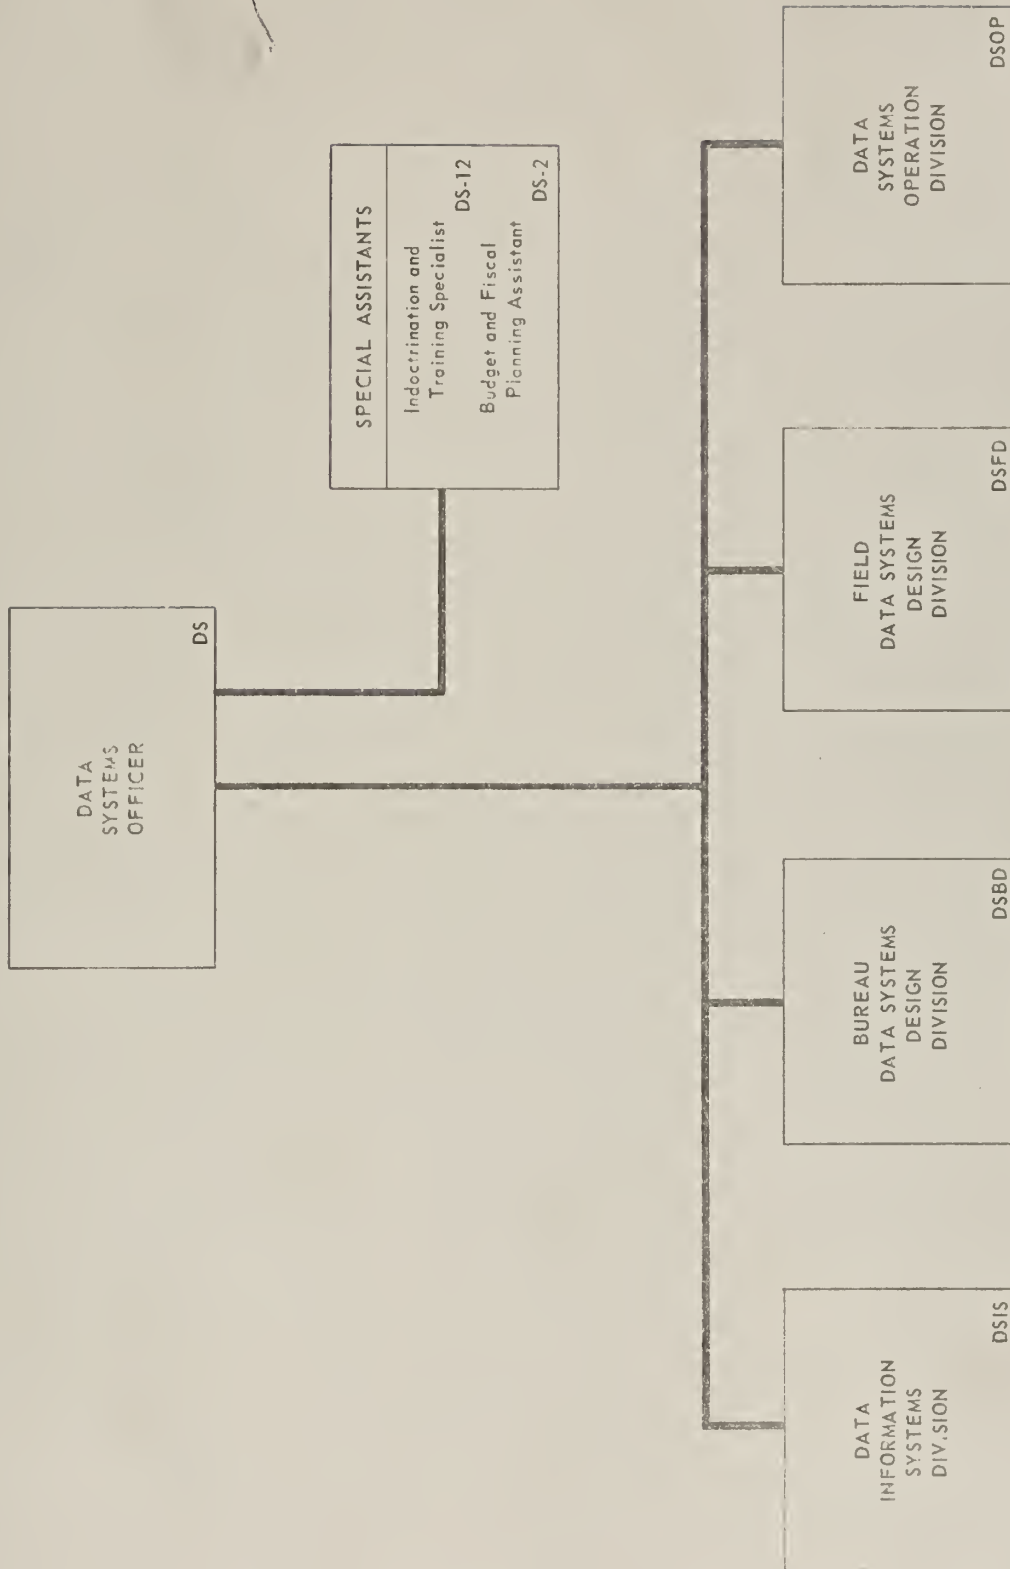 DATA
SYSTEMS
OFFICER
DS
SPECIAL ASSISTANTS
Indoctrination and
Training Specialist
DS-12
Budget and Fiscal
Planning Assistant
DS-2
DATA
INFORMATION
SYSTEMS
DIVISION
DSIS
BUREAU
DATA SYSTEMS
DESIGN
DIVISION
DSBD
FIELD
DATA SYSTEMS
DESIGN
DIVISION
DSFD
DATA
SYSTEMS
OPERATION
DIVISION
DSOP